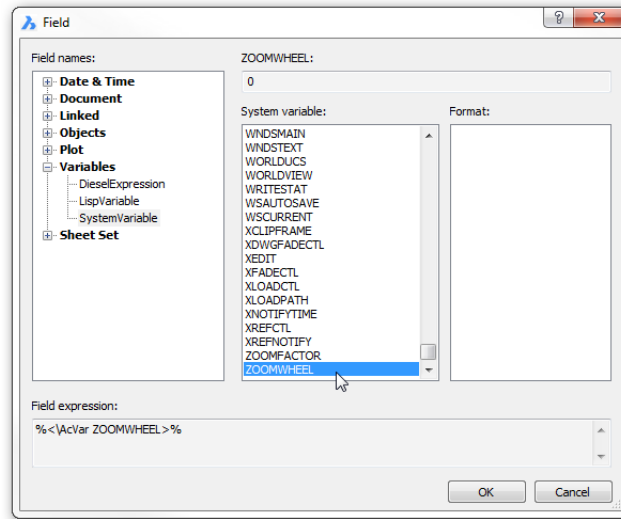 Field
Field names:
Date & Time
Document
Linked
Objects
Plot
Variables
DieselExpression
LispVariable
SystemVariable
Sheet Set
ZOOMWHEEL:
0
System variable:
WNDSMAIN
WNDSTEXT
WORLDUCS
WORLDVIEW
WRITESTAT
WSAUTOSAVE
WSCURRENT
XCLIPFRAME
XDWGFADECTL
XEDIT
XFADECTL
XLOADCTL
XLOADPATH
XNOTIFYTIME
XREFCTL
XREFNOTIFY
ZOOMFACTOR
ZOOMWHEEL
Format:
Field expression:
%<\AcVar ZOOMWHEEL>%
OK
Cancel